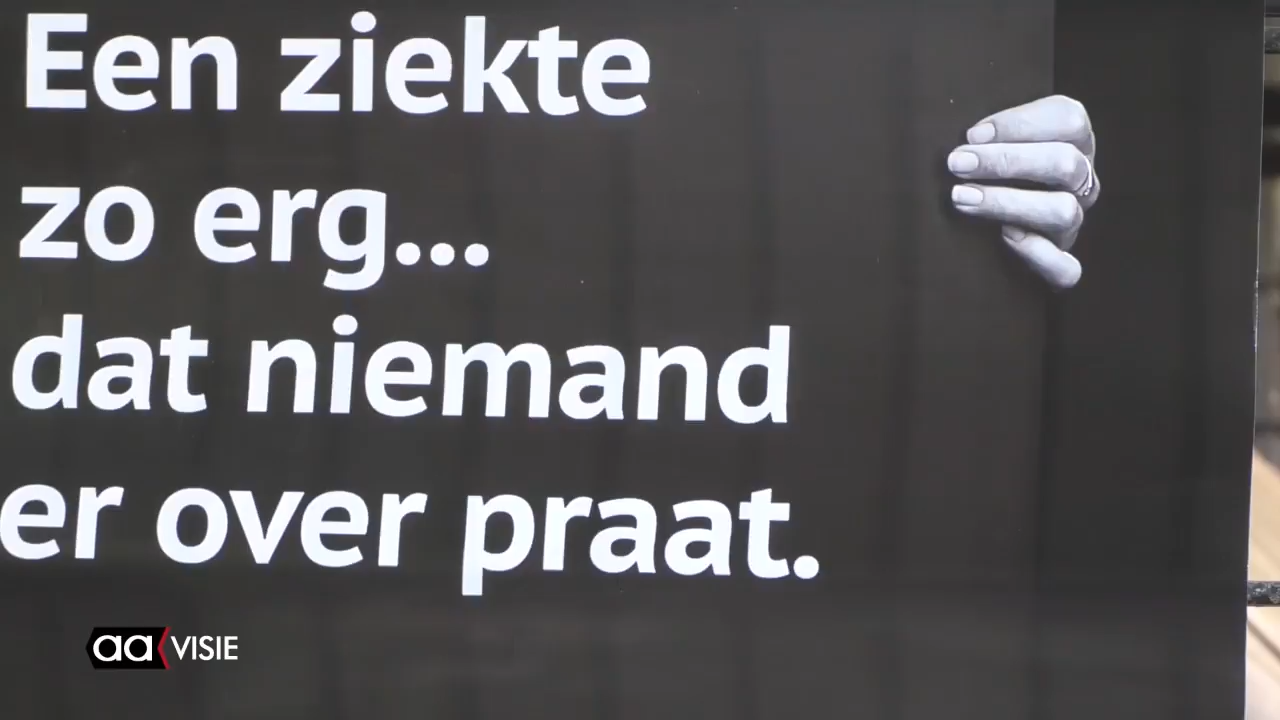 Een ziekte
zo erg...
dat niemand
er over praat.
aa VISIE